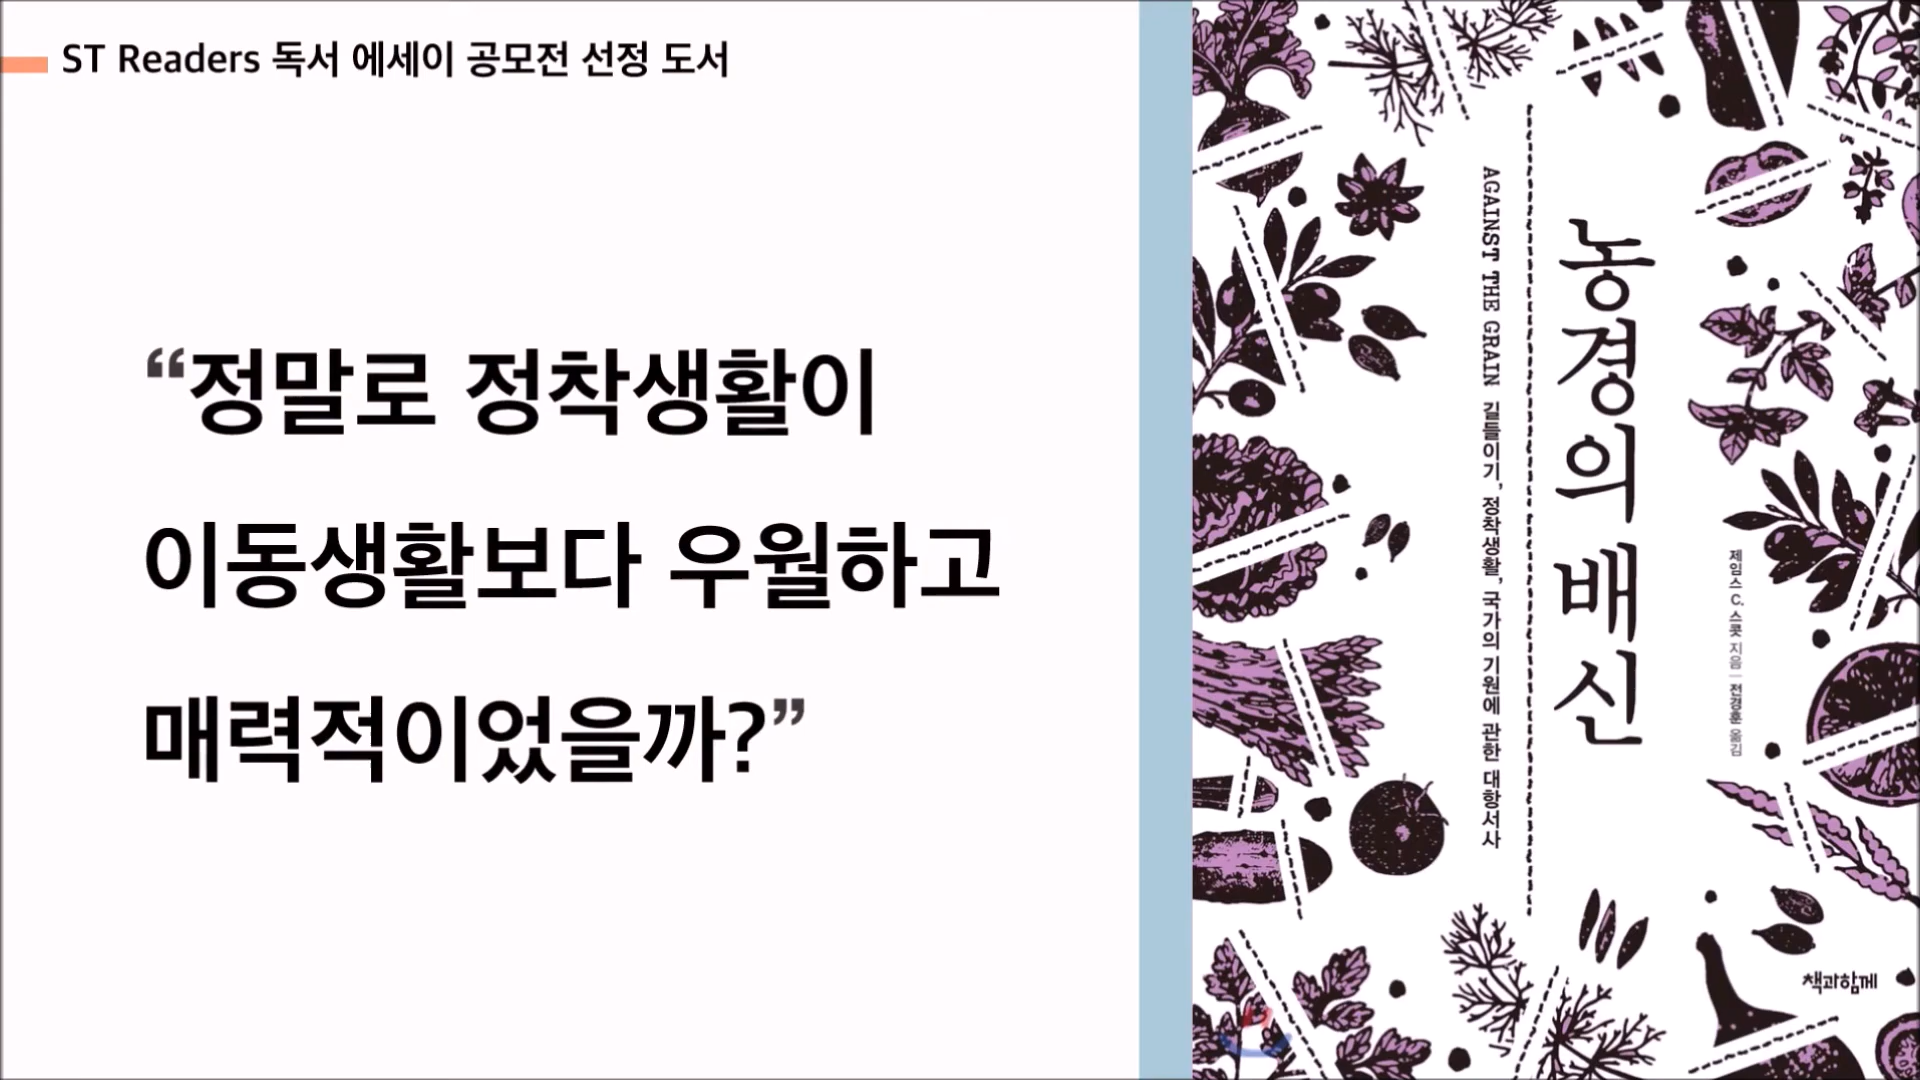 ST Readers 독서 에세이 공모전 선정 도서
“정말로 정착생활이
이동생활보다 우월하고
매력적이었을까?”
농경의 배신
AGAINST THE GRAIN 길들이기, 정착생활, 국가의 기원에 관한 대항서사
제임스 C. 스콧 지음 | 전경훈 옮김
책과함께